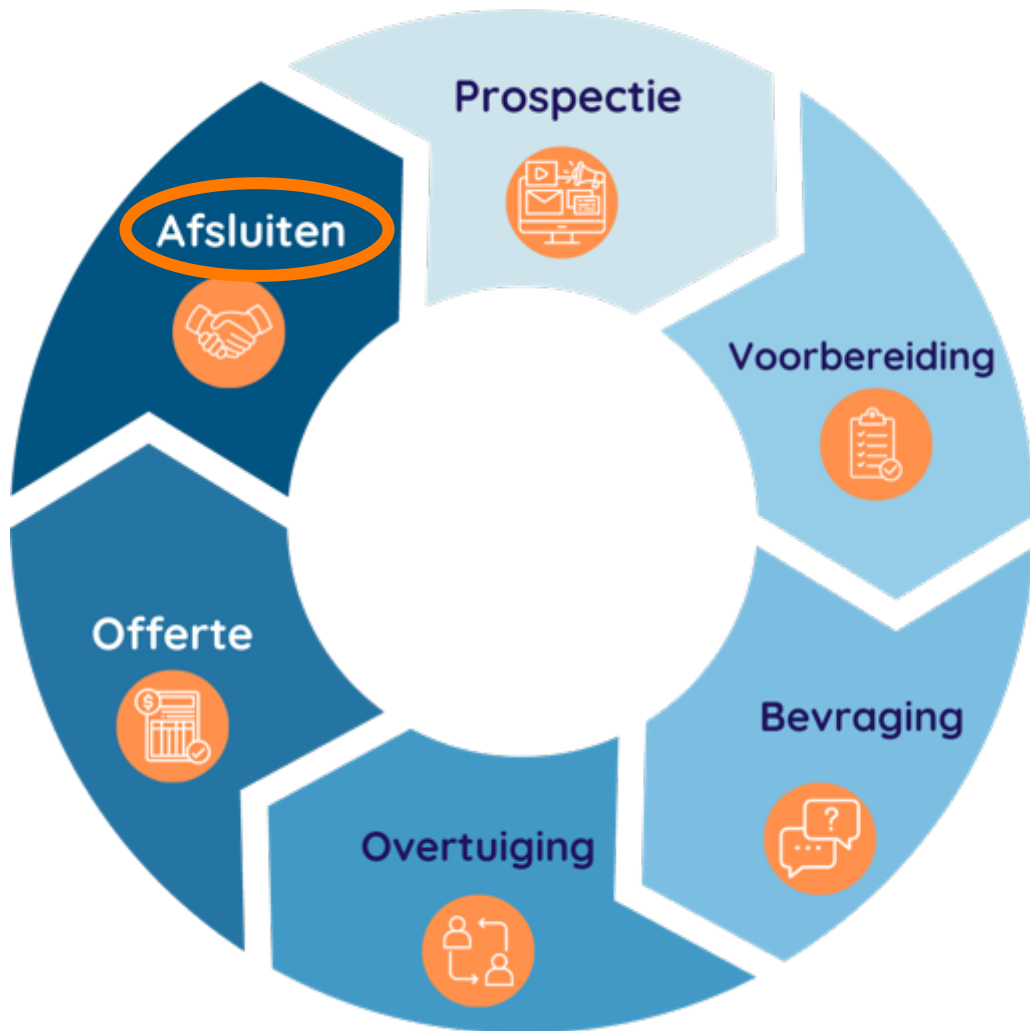 Prospectie
Voorbereiding
Bevraging
Overtuiging
Offerte
Afsluiten
$
?